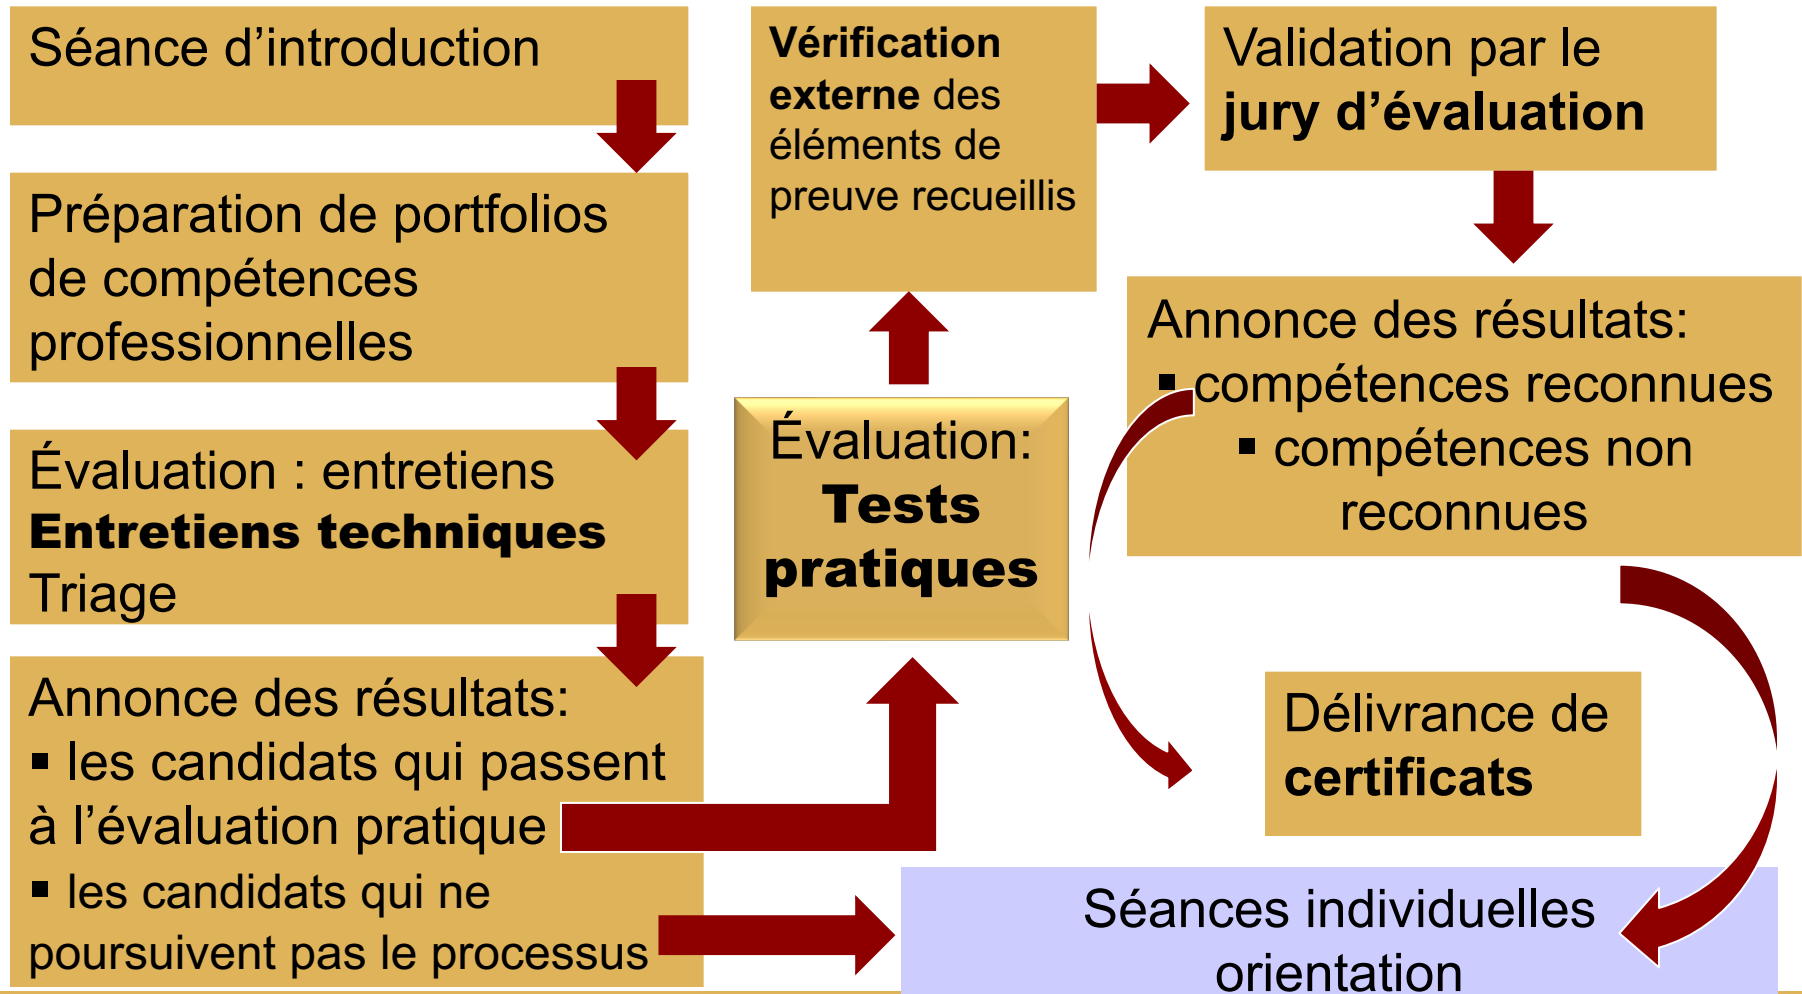 Séance d’introduction
Préparation de portfolios
de compétences
professionnelles
Évaluation : entretiens
Entretiens techniques
Triage
Annonce des résultats:
▪ les candidats qui passent
à l’évaluation pratique
▪ les candidats qui ne
poursuivent pas le processus
Évaluation:
Tests
pratiques
Vérification
externe des
éléments de
preuve recueillis
Validation par le
jury d’évaluation
Annonce des résultats:
▪ compétences reconnues
▪ compétences non
reconnues
Délivrance de
certificats
Séances individuelles
orientation